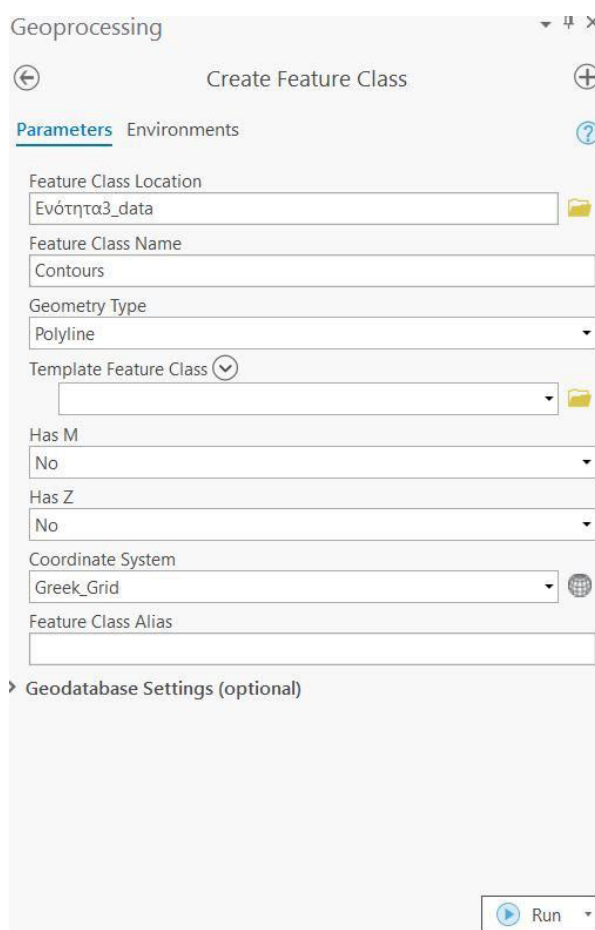 Geoprocessing
Create Feature Class
Parameters Environments
Feature Class Location
Ενότητα3_data
Feature Class Name
Contours
Geometry Type
Polyline
Template Feature Class
Has M
No
Has Z
No
Coordinate System
Greek_Grid
Feature Class Alias
Geodatabase Settings (optional)
Run